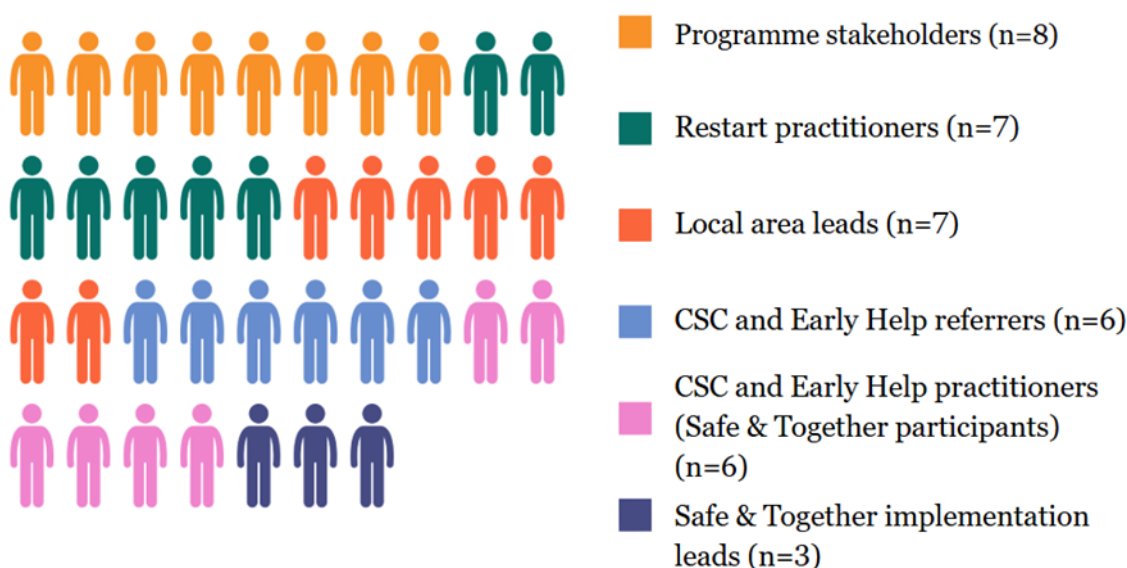 Programme stakeholders (n=8)
Restart practitioners (n=7)
Local area leads (n=7)
CSC and Early Help referrers (n=6)
CSC and Early Help practitioners
(Safe & Together participants)
(n=6)
Safe & Together implementation
leads (n=3)